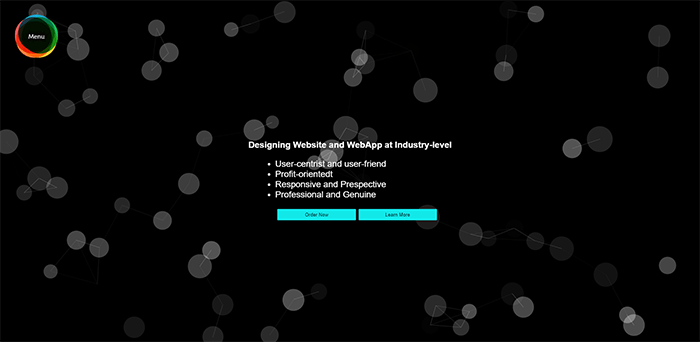 Menu
Designing Website and WebApp at Industry-level
User-centrist and user-friend
Profit-orientedt
Responsive and Prespective
Professional and Genuine
Order Now
Learn More